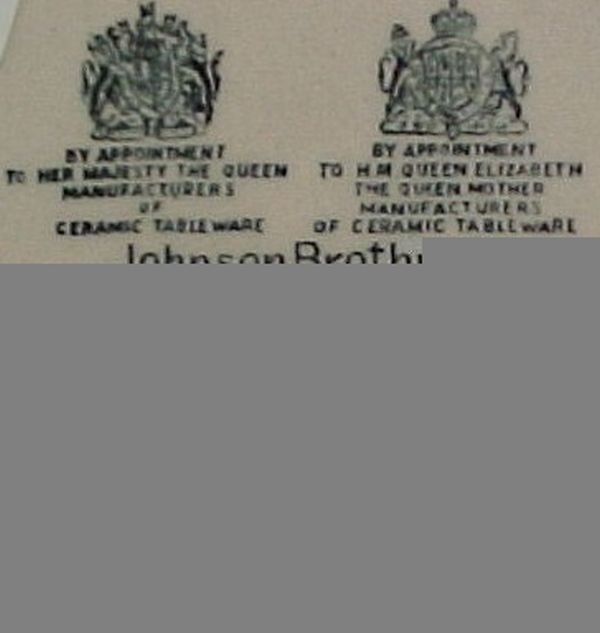 BY APPOINTMENT
TO HER MAJESTY THE QUEEN
MANUFACTURERS
OF
CERAMIC TABLEWARE
BY APPOINTMENT
TO H M QUEEN ELIZABETH
THE QUEEN MOTHER
MANUFACTURERS
OF CERAMIC TABLEWARE
Johnson